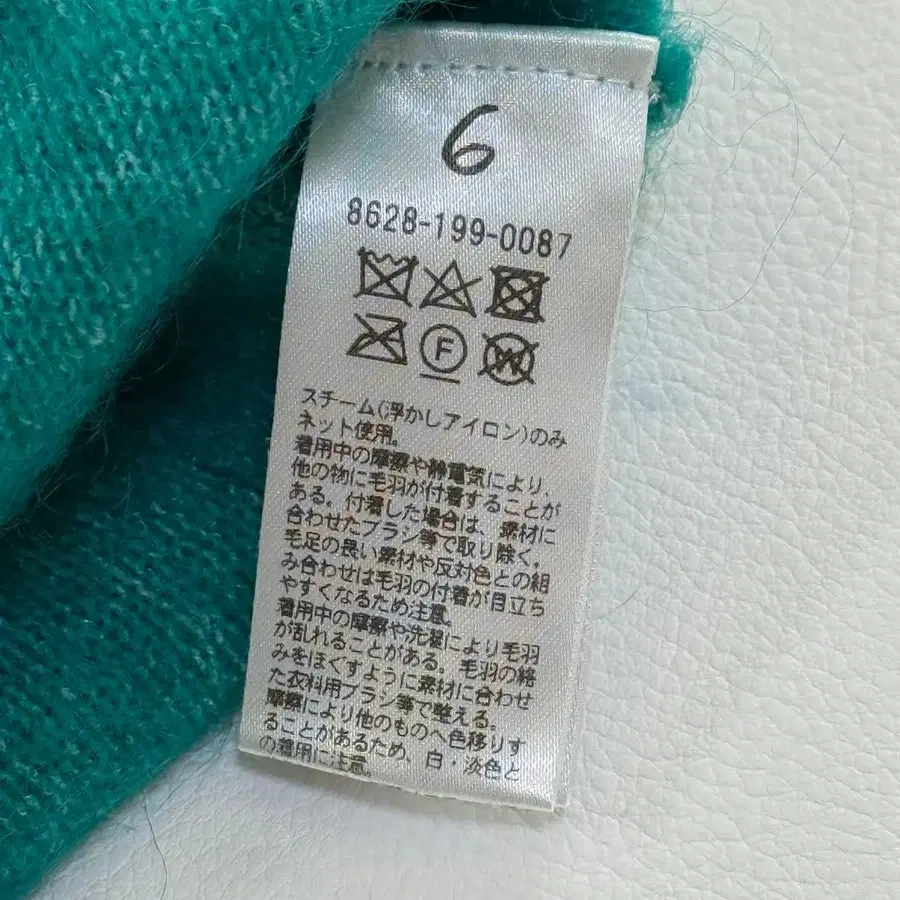 6
8628-199-0087
F
W
スチーム(浮かしアイロン)のみ
ネット使用。
着用中の摩擦や静電気により、
他の物に毛羽が付着することが
ある。付着した場合は、素材に
合わせたブラシ等で取り除く。
毛足の長い素材や反対色との組
み合わせは毛羽の付着が目立ち
やすくなるため注意。
着用中の摩擦や洗濯により毛羽
が乱れることがある。毛羽の絡
みをほぐすように素材に合わせ
た衣料用ブラシ等で整える。
摩擦により他のものへ色移りす
ることがあるため、白・淡色と
の着用に注意。